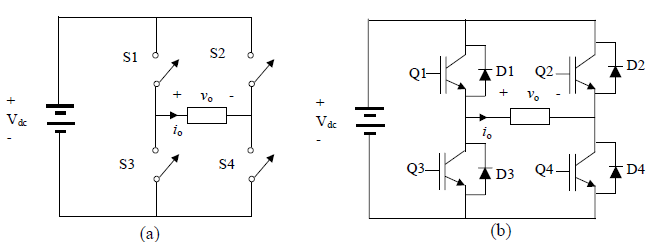 S1
S2
+
Vdc
-
+ vo -
io
S3
S4
(a)
Q1
D1
Q2
D2
+
Vdc
-
+ vo -
io
Q3
D3
Q4
D4
(b)